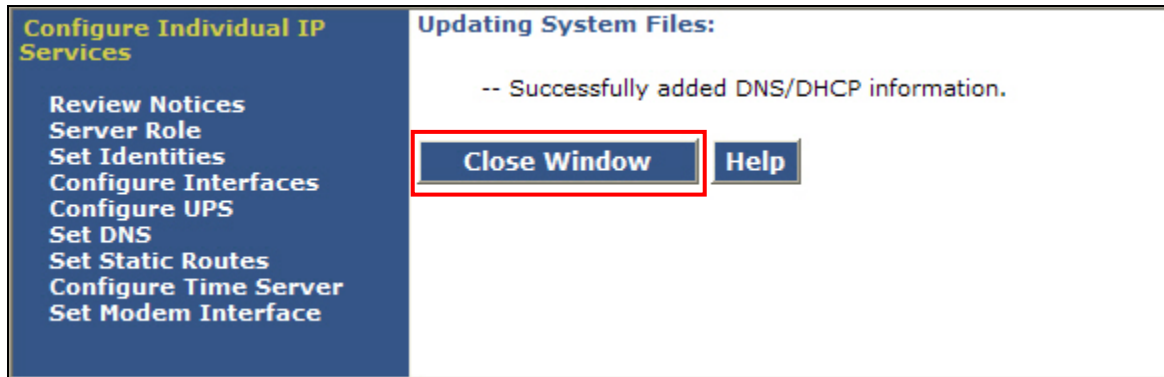 Configure Individual IP
Services
Review Notices
Server Role
Set Identities
Configure Interfaces
Configure UPS
Set DNS
Set Static Routes
Configure Time Server
Set Modem Interface
Updating System Files:
-- Successfully added DNS/DHCP information.
Close Window Help